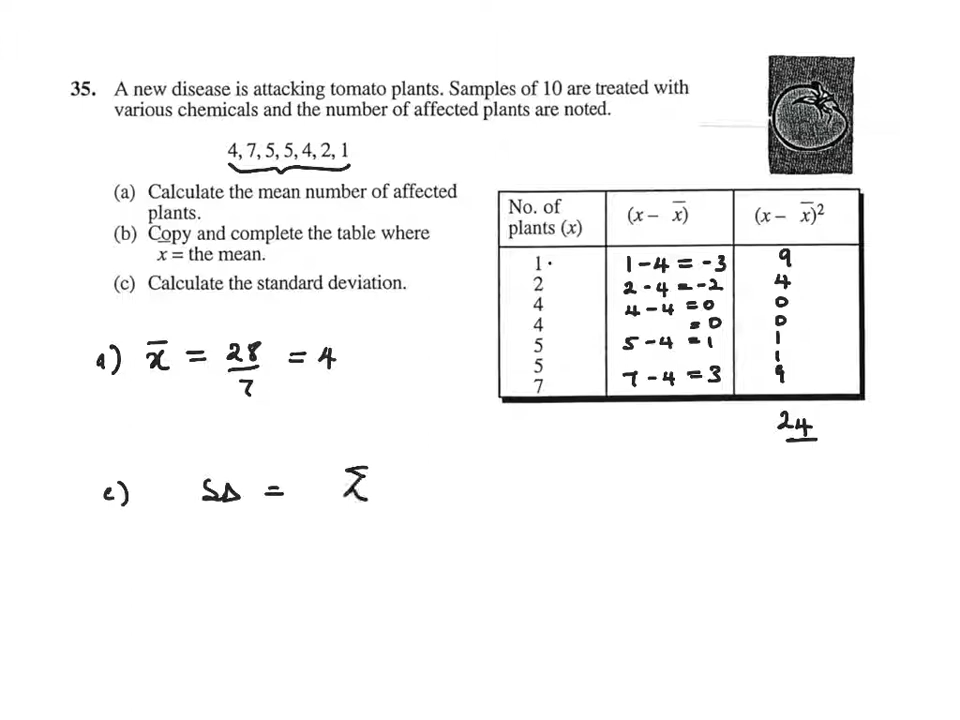 35. A new disease is attacking tomato plants. Samples of 10 are treated with
various chemicals and the number of affected plants are noted.
4, 7, 5, 5, 4, 2, 1
(a) Calculate the mean number of affected
plants.
(b) Copy and complete the table where
x = the mean.
(c) Calculate the standard deviation.
No. of plants (x) (x – x̄) (x – x̄)²
1 1-4 = -3 9
2 2-4 = -2 4
4 4-4 = 0 0
4 = 0 0
5 5-4 = 1 1
5 1
7 7-4 = 3 9
24
a) x̄ = 28/7 = 4
c) SD = Σ